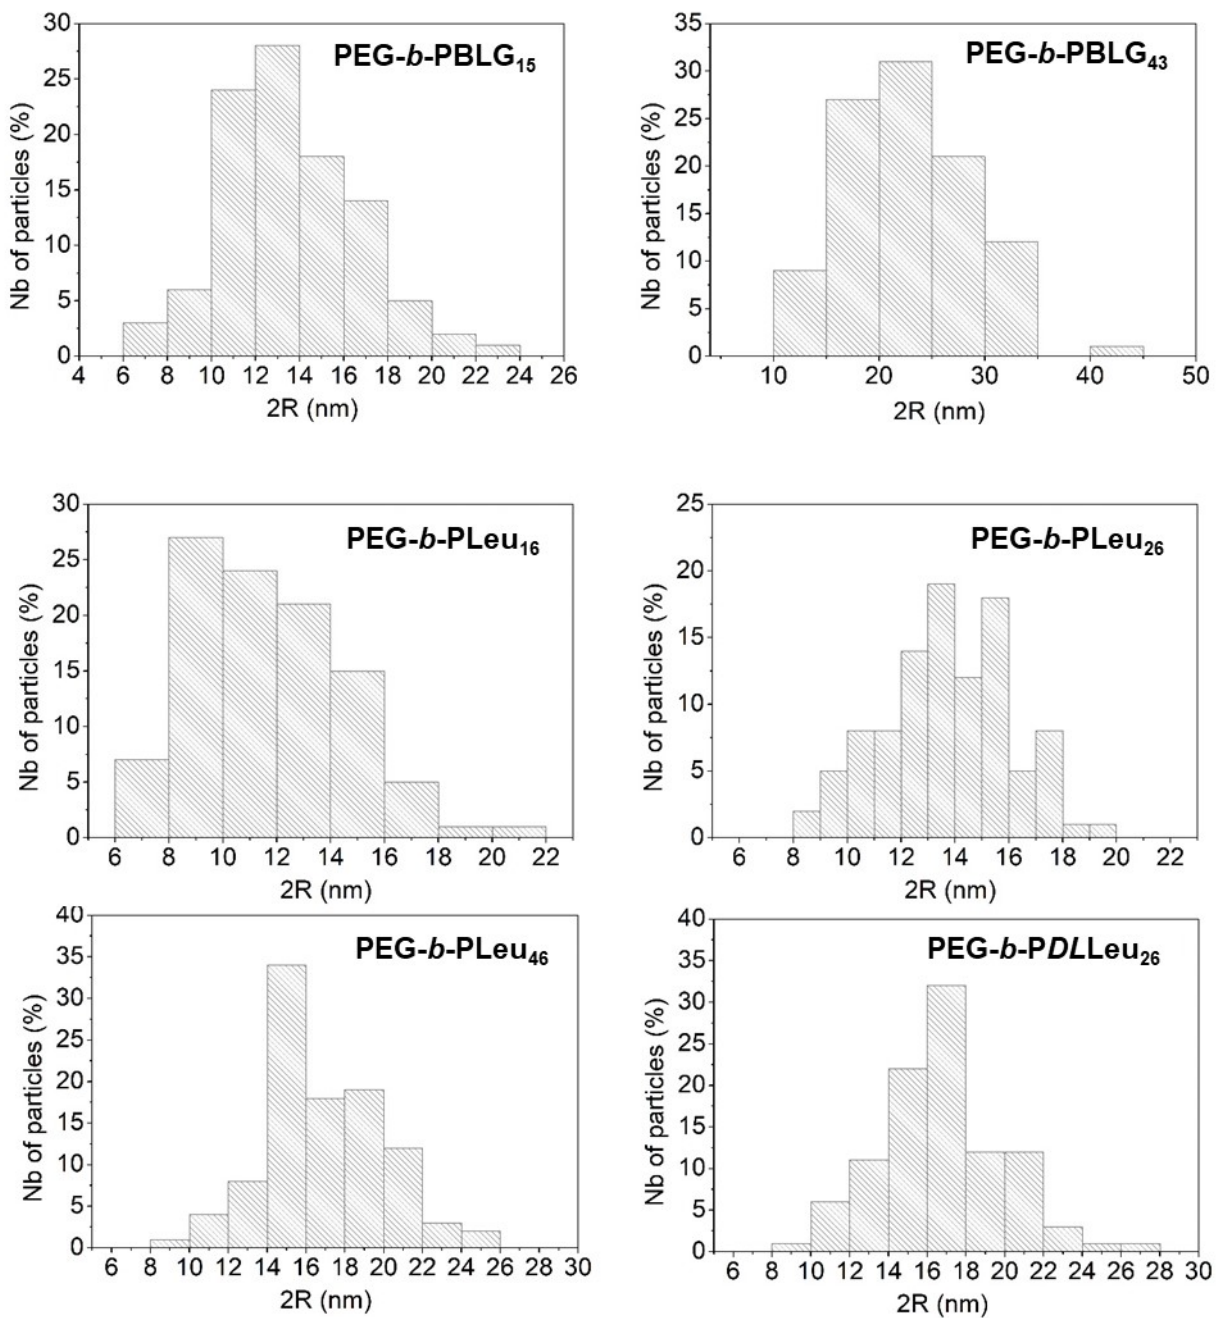 PEG-b-PBLG15
Nb of particles (%)
30
25
20
15
10
5
0
4 6 8 10 12 14 16 18 20 22 24 26
2R (nm)
PEG-b-PBLG43
Nb of particles (%)
35
30
25
20
15
10
5
0
10 20 30 40 50
2R (nm)
PEG-b-PLeu16
Nb of particles (%)
30
25
20
15
10
5
0
6 8 10 12 14 16 18 20 22
2R (nm)
PEG-b-PLeu26
Nb of particles (%)
25
20
15
10
5
0
6 8 10 12 14 16 18 20 22
2R (nm)
PEG-b-PLeu46
Nb of particles (%)
40
35
30
25
20
15
10
5
0
6 8 10 12 14 16 18 20 22 24 26 28 30
2R (nm)
PEG-b-PDLLeu26
Nb of particles (%)
40
35
30
25
20
15
10
5
0
6 8 10 12 14 16 18 20 22 24 26 28 30
2R (nm)